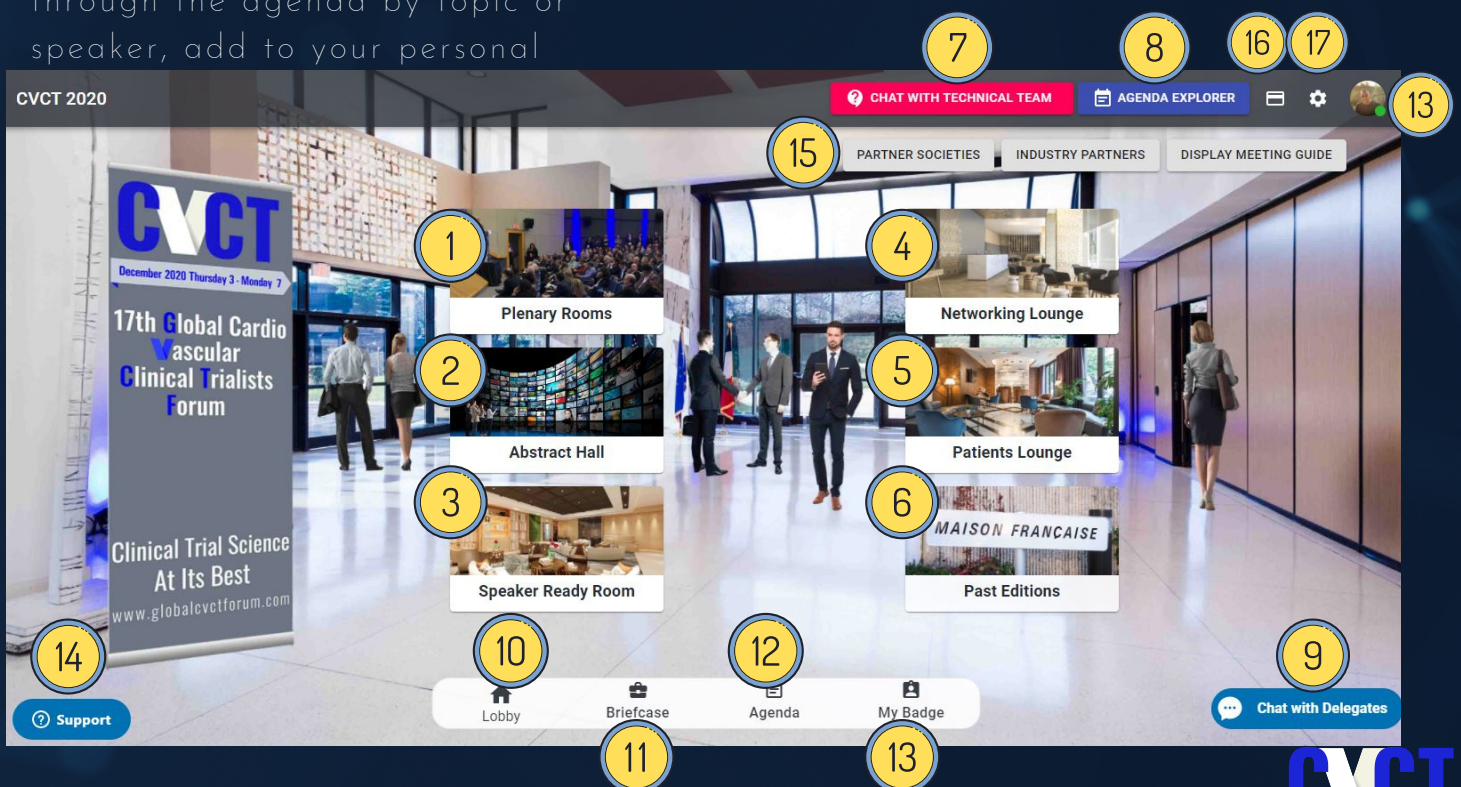 through the agenda by topic or
speaker, add to your personal
7
8
16
17
CVCT 2020
CHAT WITH TECHNICAL TEAM
AGENDA EXPLORER
13
15
PARTNER SOCIETIES
INDUSTRY PARTNERS
DISPLAY MEETING GUIDE
CVCT
December 2020 Thursday 3 - Monday 7
17th Global Cardio
Vascular
Clinical Trialists
Forum
Clinical Trial Science
At Its Best
www.globalcvctforum.com
1
Plenary Rooms
4
Networking Lounge
2
Abstract Hall
5
Patients Lounge
3
Speaker Ready Room
6
MAISON FRANÇAISE
Past Editions
14
Support
10
Lobby
Briefcase
11
12
Agenda
My Badge
13
9
Chat with Delegates
CVCT